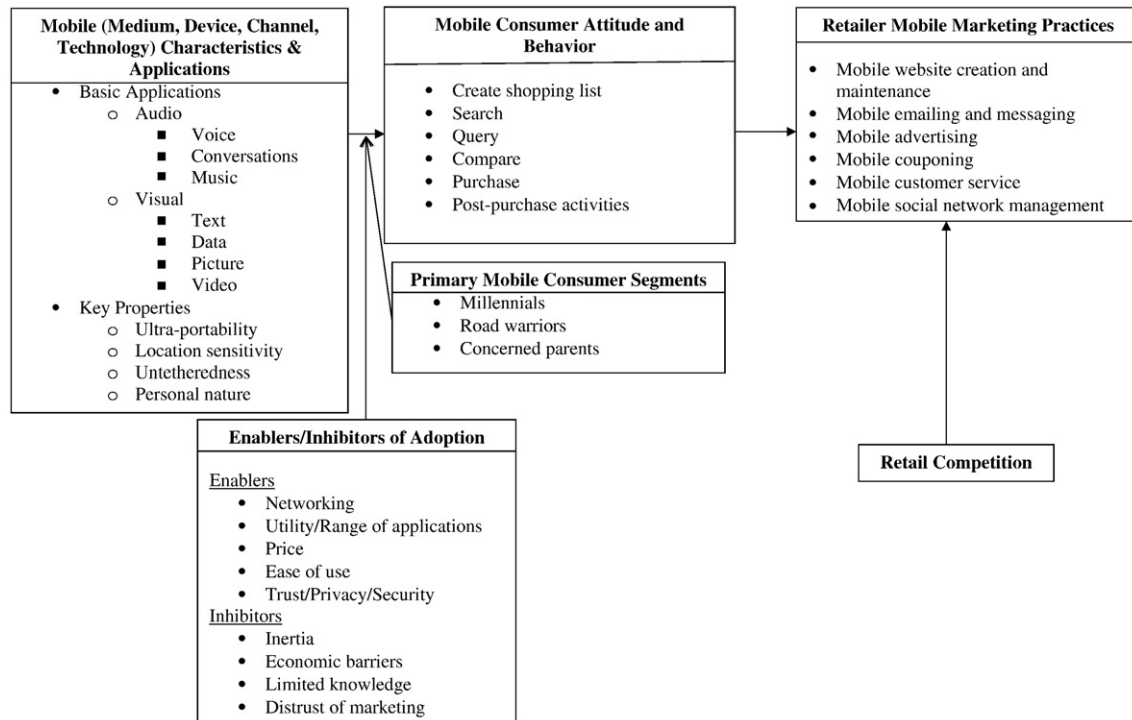 Mobile (Medium, Device, Channel,
Technology) Characteristics &
Applications
• Basic Applications
o Audio
■ Voice
■ Conversations
■ Music
o Visual
■ Text
■ Data
■ Picture
■ Video
• Key Properties
o Ultra-portability
o Location sensitivity
o Untetheredness
o Personal nature
Mobile Consumer Attitude and
Behavior
• Create shopping list
• Search
• Query
• Compare
• Purchase
• Post-purchase activities
Retailer Mobile Marketing Practices
• Mobile website creation and
maintenance
• Mobile emailing and messaging
• Mobile advertising
• Mobile couponing
• Mobile customer service
• Mobile social network management
Primary Mobile Consumer Segments
• Millennials
• Road warriors
• Concerned parents
Enablers/Inhibitors of Adoption
Enablers
• Networking
• Utility/Range of applications
• Price
• Ease of use
• Trust/Privacy/Security
Inhibitors
• Inertia
• Economic barriers
• Limited knowledge
• Distrust of marketing
Retail Competition